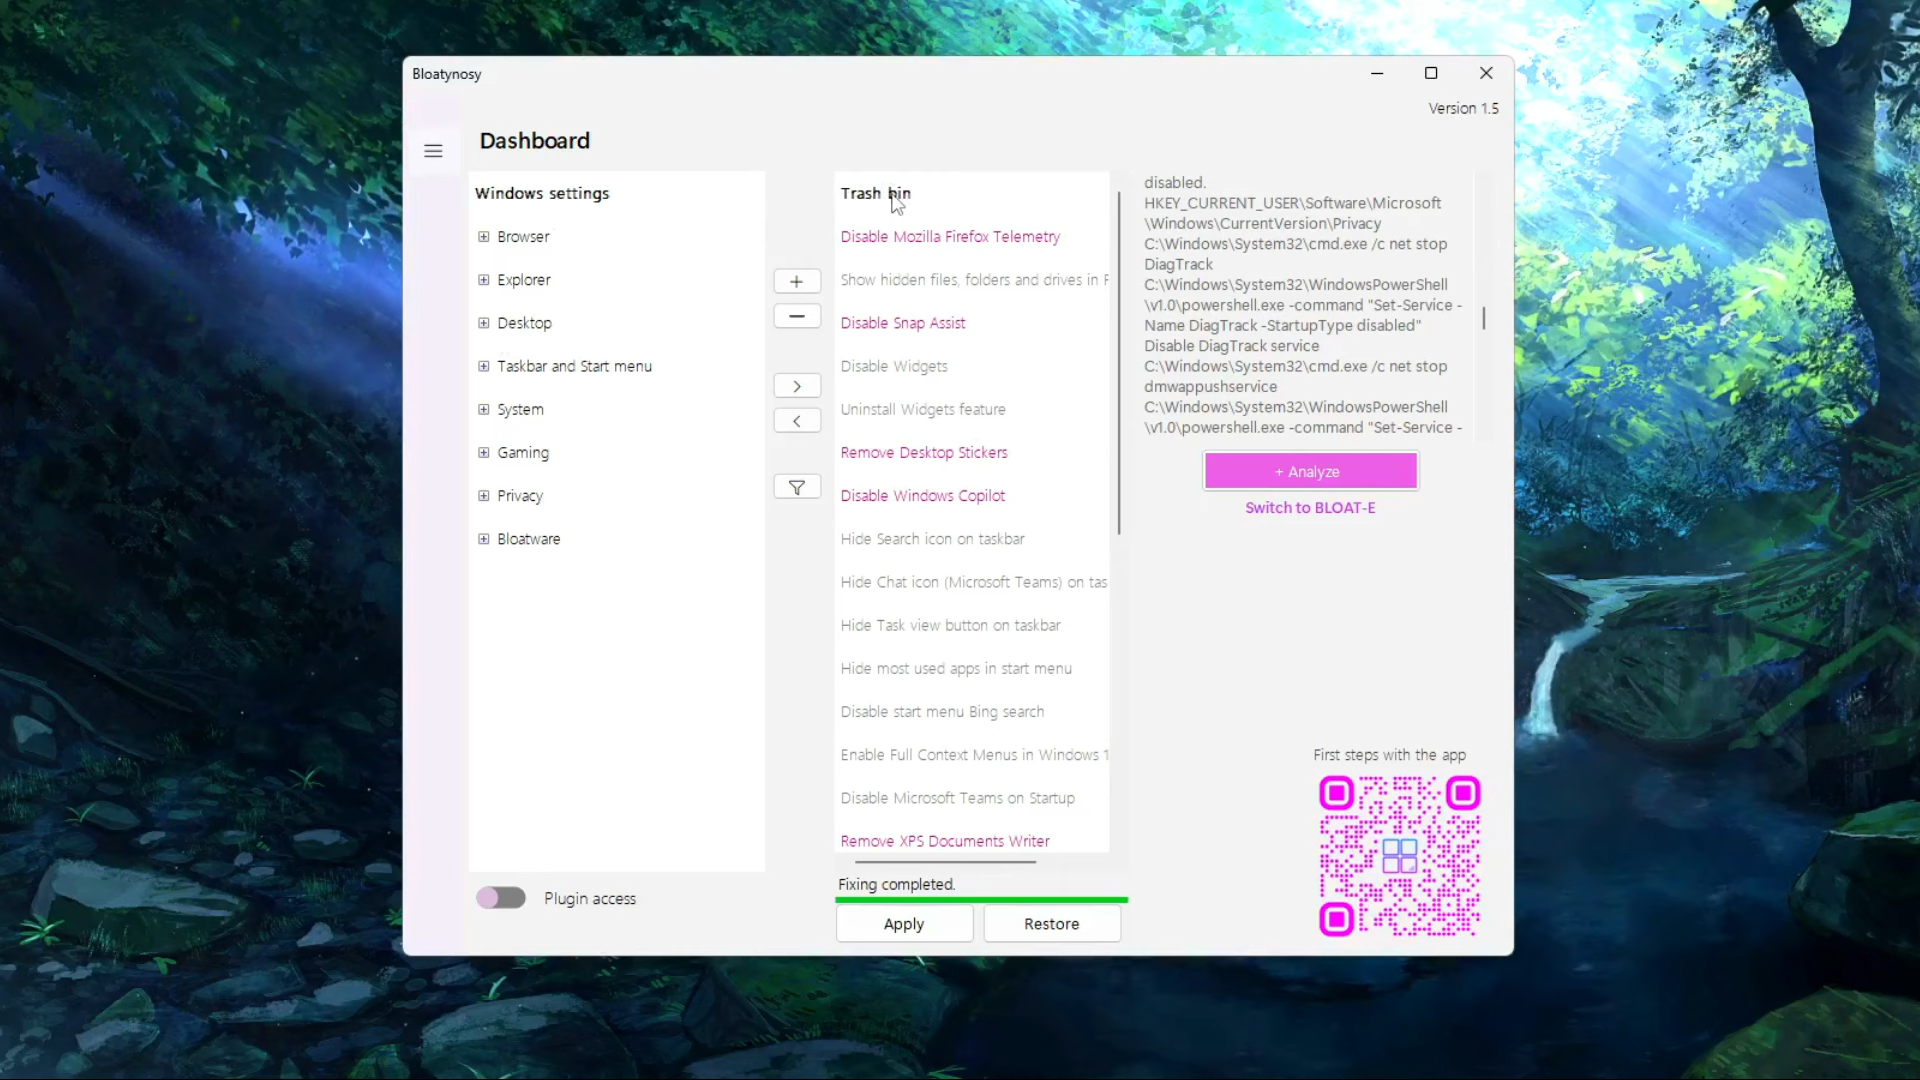 Bloatynosy
Version 1.5
Dashboard
Windows settings
Browser
Explorer
Desktop
Taskbar and Start menu
System
Gaming
Privacy
Bloatware
Plugin access
Trash bin
Disable Mozilla Firefox Telemetry
Show hidden files, folders and drives in F
Disable Snap Assist
Disable Widgets
Uninstall Widgets feature
Remove Desktop Stickers
Disable Windows Copilot
Hide Search icon on taskbar
Hide Chat icon (Microsoft Teams) on tas
Hide Task view button on taskbar
Hide most used apps in start menu
Disable start menu Bing search
Enable Full Context Menus in Windows 1
Disable Microsoft Teams on Startup
Remove XPS Documents Writer
Fixing completed.
Apply
Restore
disabled.
HKEY_CURRENT_USER\Software\Microsoft
\Windows\CurrentVersion\Privacy
C:\Windows\System32\cmd.exe /c net stop
DiagTrack
C:\Windows\System32\WindowsPowerShell
\v1.0\powershell.exe -command "Set-Service -
Name DiagTrack -StartupType disabled"
Disable DiagTrack service
C:\Windows\System32\cmd.exe /c net stop
dmwappushservice
C:\Windows\System32\WindowsPowerShell
\v1.0\powershell.exe -command "Set-Service -
+ Analyze
Switch to BLOAT-E
First steps with the app